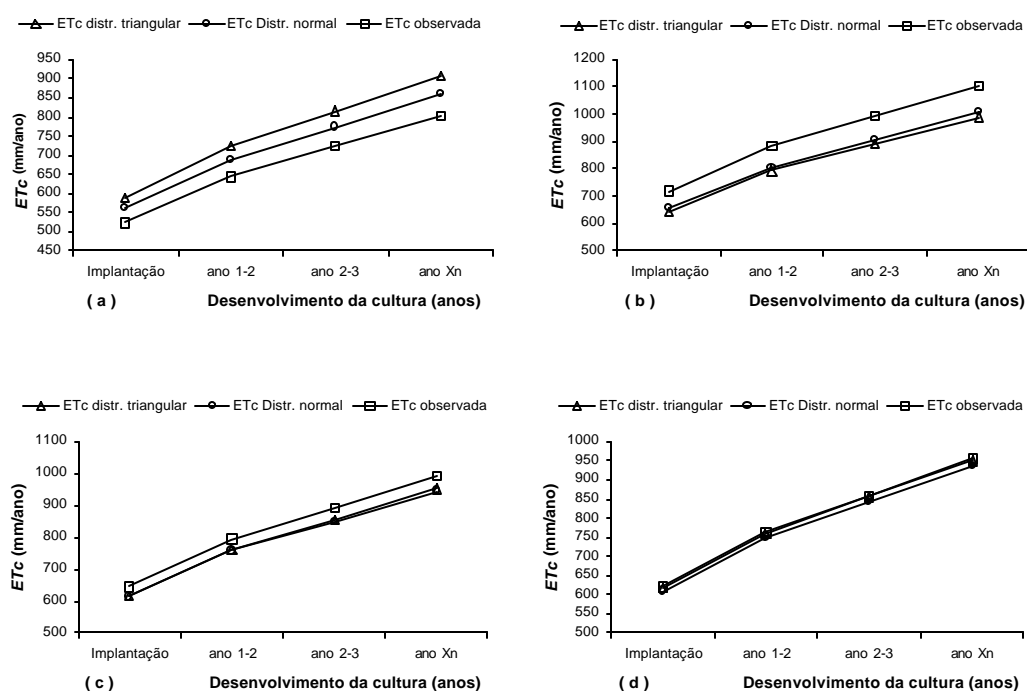 ETc distr. triangular ETc Distr. normal ETc observada
950
900
850
800
750
700
650
600
550
500
450
ETc (mm/ano)
Implantação ano 1-2 ano 2-3 ano Xn
( a ) Desenvolvimento da cultura (anos)
ETc distr. triangular ETc Distr. normal ETc observada
1200
1100
1000
900
800
700
600
500
ETc (mm/ano)
Implantação ano 1-2 ano 2-3 ano Xn
( b ) Desenvolvimento da cultura (anos)
ETc distr. triangular ETc Distr. normal ETc observada
1100
1000
900
800
700
600
500
ETc (mm/ano)
Implantação ano 1-2 ano 2-3 ano Xn
( c ) Desenvolvimento da cultura (anos)
ETc distr. triangular ETc Distr. normal ETc observada
1000
950
900
850
800
750
700
650
600
550
500
ETc (mm/ano)
Implantação ano 1-2 ano 2-3 ano Xn
( d ) Desenvolvimento da cultura (anos)